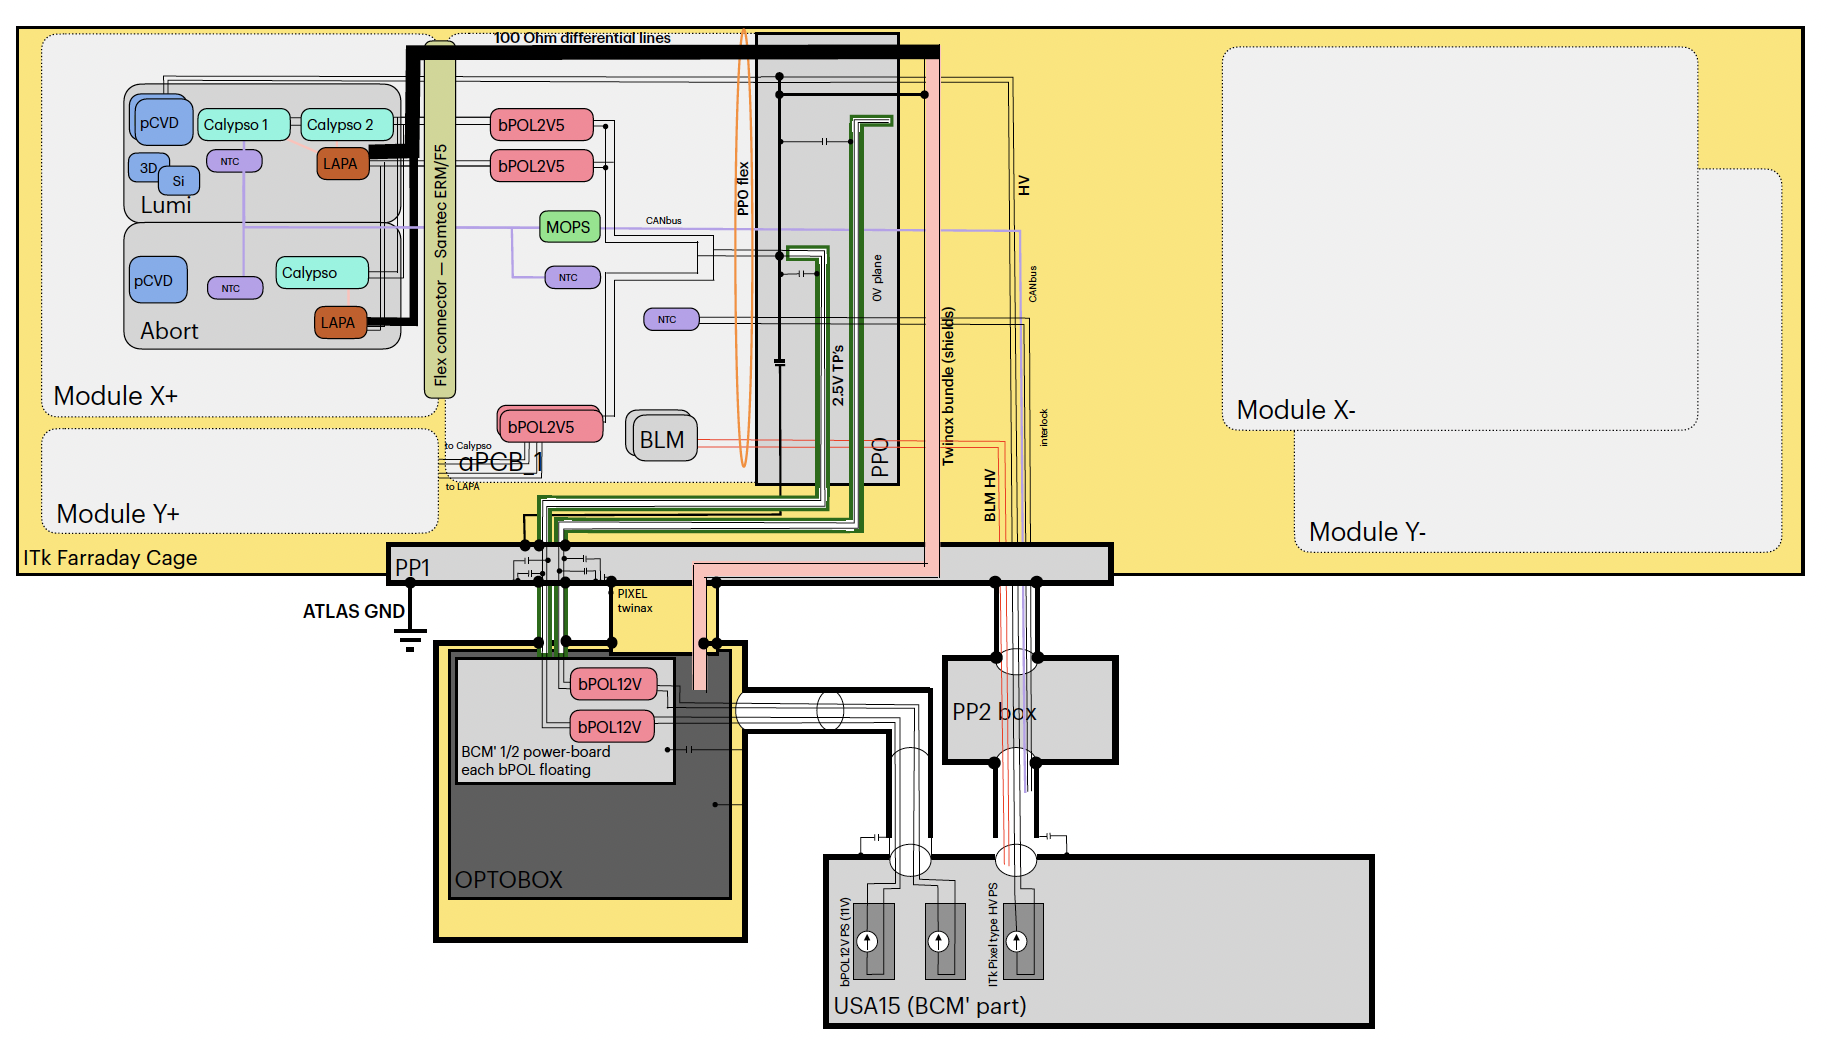 100 Ohm differential lines
pCVD
Calypso 1
Calypso 2
bPOL2V5
NTC
LAPA
bPOL2V5
3D
Si
Lumi
Flex connector — Samtec ERM/F5
PP0 flex
HV
MOPS
CANbus
pCVD
Calypso
NTC
NTC
0V plane
CANbus
LAPA
Abort
NTC
2.5V TP's
Twinax bundle (shields)
Module X+
Module X-
bPOL2V5
BLM
interlock
to Calypso
aPCB_1
PP0
to LAPA
BLM HV
Module Y+
Module Y-
ITk Farraday Cage
PP1
ATLAS GND
PIXEL
twinax
bPOL12V
bPOL12V
PP2 box
BCM' 1/2 power-board
each bPOL floating
OPTOBOX
bPOL12V PS (11V)
ITk Pixel type HV PS
USA15 (BCM' part)